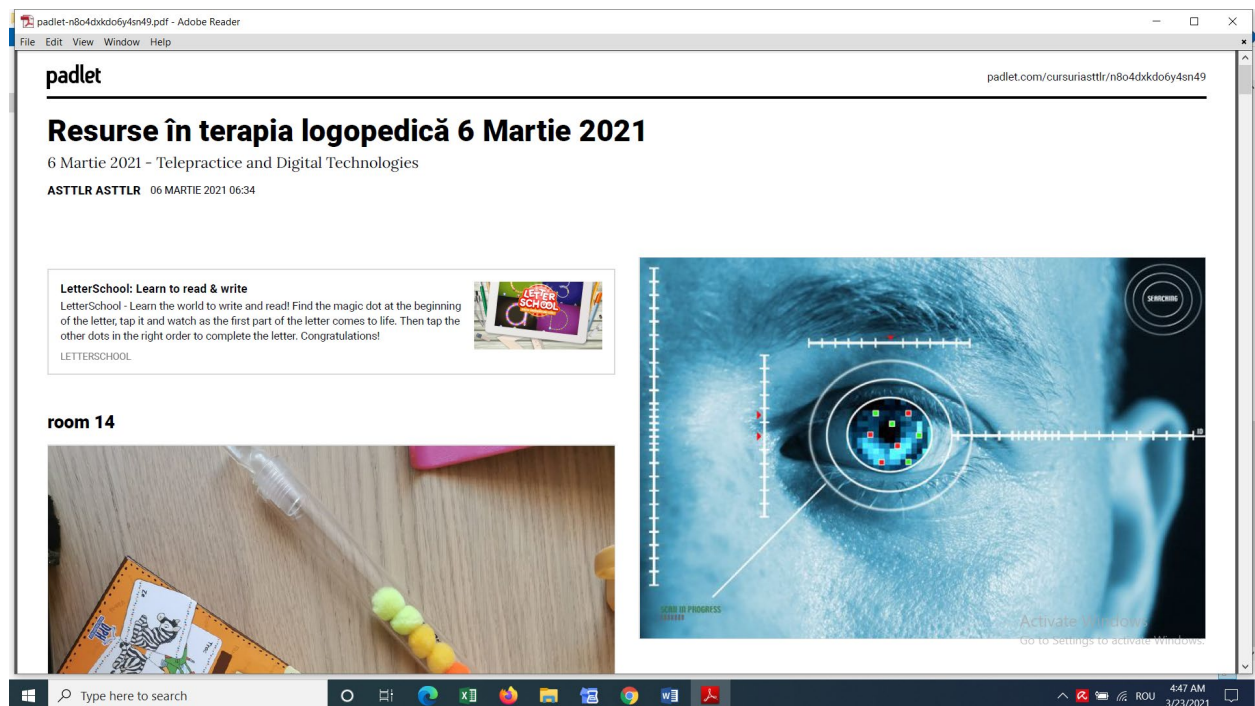 padlet-n8o4dxkdo6y4sn49.pdf - Adobe Reader
File Edit View Window Help
padlet
padlet.com/cursuriasttlr/n8o4dxkdo6y4sn49
Resurse în terapia logopedică 6 Martie 2021
6 Martie 2021 - Telepractice and Digital Technologies
ASTTLR ASTTLR 06 MARTIE 2021 06:34
LetterSchool: Learn to read & write
LetterSchool - Learn the world to write and read! Find the magic dot at the beginning
of the letter, tap it and watch as the first part of the letter comes to life. Then tap the
other dots in the right order to complete the letter. Congratulations!
LETTERSCHOOL
LETTER
SCHOOL
room 14
SEARCHING
ID
SCAN IN PROGRESS
Activate Windows
Go to Settings to activate Windows.
Type here to search
ROU
4:47 AM
3/23/2021